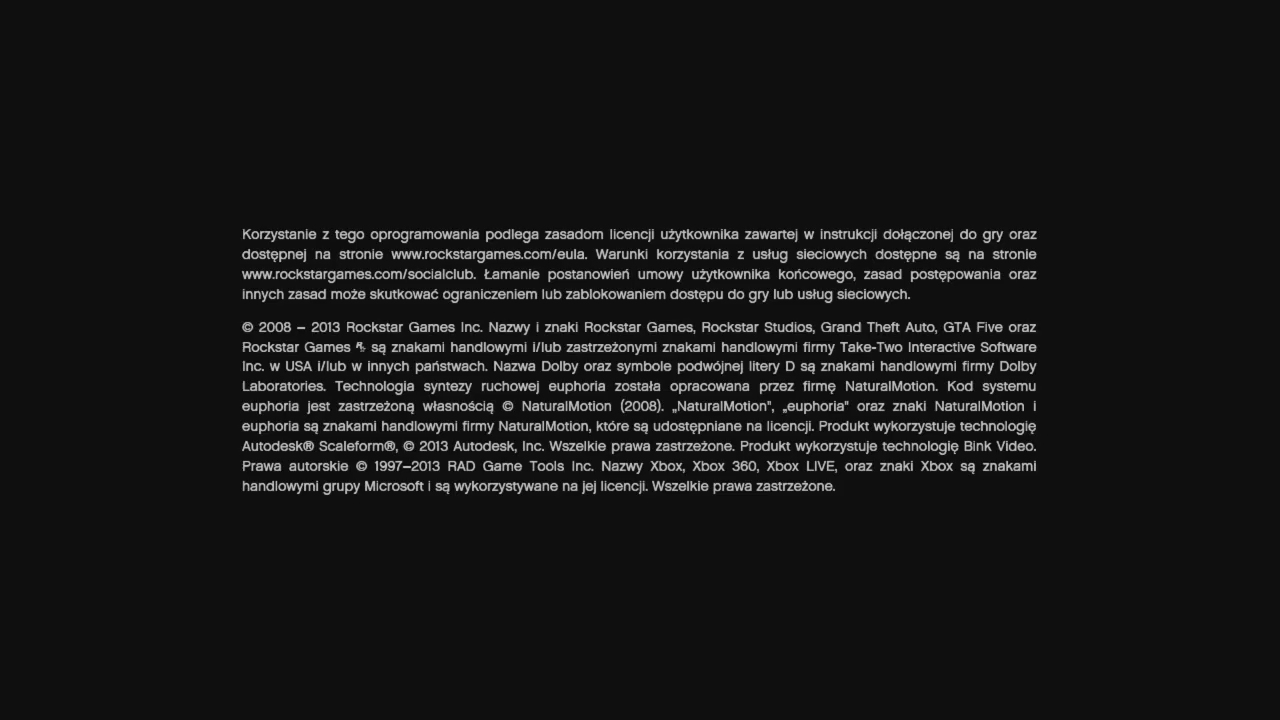 Korzystanie z tego oprogramowania podlega zasadom licencji użytkownika zawartej w instrukcji dołączonej do gry oraz
dostępnej na stronie www.rockstargames.com/eula. Warunki korzystania z usług sieciowych dostępne są na stronie
www.rockstargames.com/socialclub. Łamanie postanowień umowy użytkownika końcowego, zasad postępowania oraz
innych zasad może skutkować ograniczeniem lub zablokowaniem dostępu do gry lub usług sieciowych.
© 2008 – 2013 Rockstar Games Inc. Nazwy i znaki Rockstar Games, Rockstar Studios, Grand Theft Auto, GTA Five oraz
Rockstar Games R* są znakami handlowymi i/lub zastrzeżonymi znakami handlowymi firmy Take-Two Interactive Software
Inc. w USA i/lub w innych państwach. Nazwa Dolby oraz symbole podwójnej litery D są znakami handlowymi firmy Dolby
Laboratories. Technologia syntezy ruchowej euphoria została opracowana przez firmę NaturalMotion. Kod systemu
euphoria jest zastrzeżoną własnością © NaturalMotion (2008). „NaturalMotion", „euphoria" oraz znaki NaturalMotion i
euphoria są znakami handlowymi firmy NaturalMotion, które są udostępniane na licencji. Produkt wykorzystuje technologię
Autodesk® Scaleform®, © 2013 Autodesk, Inc. Wszelkie prawa zastrzeżone. Produkt wykorzystuje technologię Bink Video.
Prawa autorskie © 1997–2013 RAD Game Tools Inc. Nazwy Xbox, Xbox 360, Xbox LIVE, oraz znaki Xbox są znakami
handlowymi grupy Microsoft i są wykorzystywane na jej licencji. Wszelkie prawa zastrzeżone.